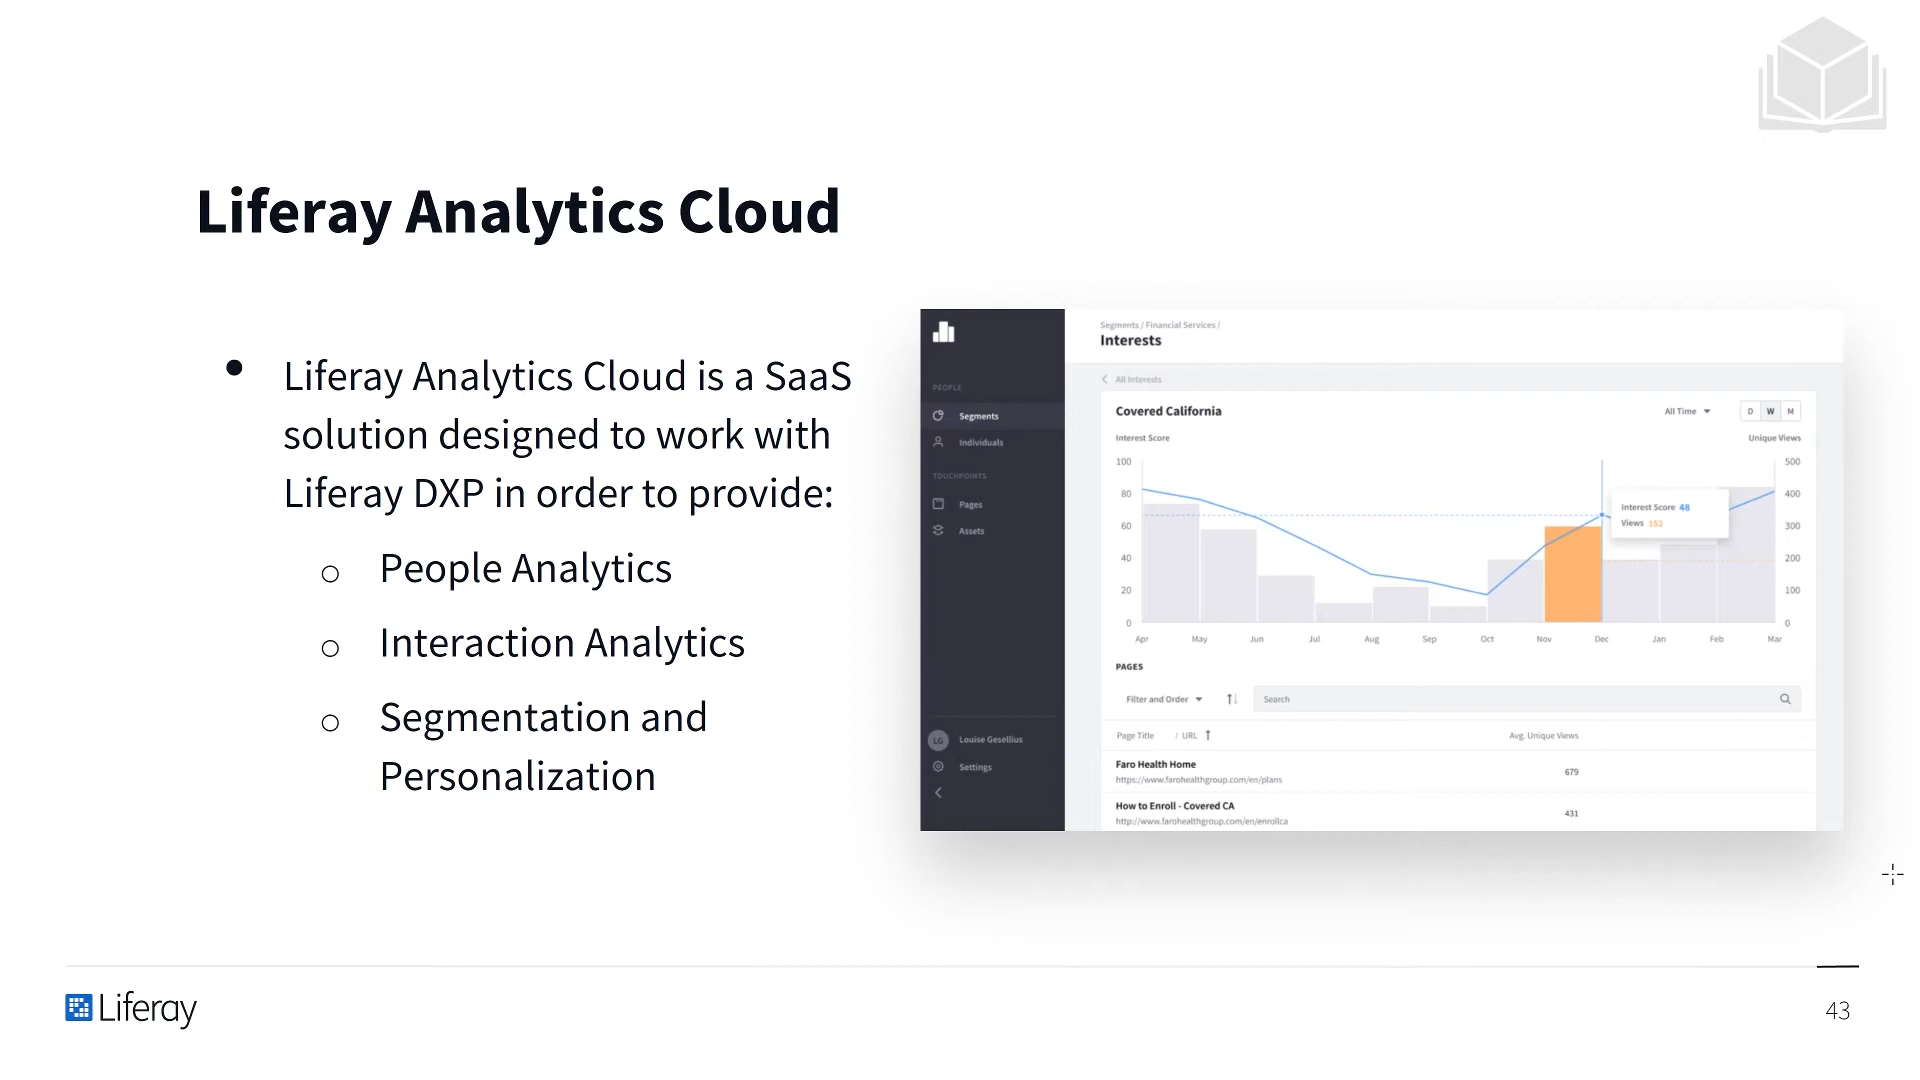 Liferay Analytics Cloud
• Liferay Analytics Cloud is a SaaS
solution designed to work with
Liferay DXP in order to provide:
o People Analytics
o Interaction Analytics
o Segmentation and
Personalization
PEOPLE
Segments
Individuals
TOUCHPOINTS
Pages
Assets
LG Louise Gesellius
Settings
Segments / Financial Services /
Interests
All Interests
Covered California
All Time
D W M
Interest Score
Unique Views
100
80
60
40
20
0
500
400
300
200
100
0
Interest Score 48
Views 152
Apr May Jun Jul Aug Sep Oct Nov Dec Jan Feb Mar
PAGES
Filter and Order
Search
Page Title / URL
Avg. Unique Views
Faro Health Home
https://www.farohealthgroup.com/en/plans
679
How to Enroll - Covered CA
http://www.farohealthgroup.com/en/enrollca
431
Liferay
43